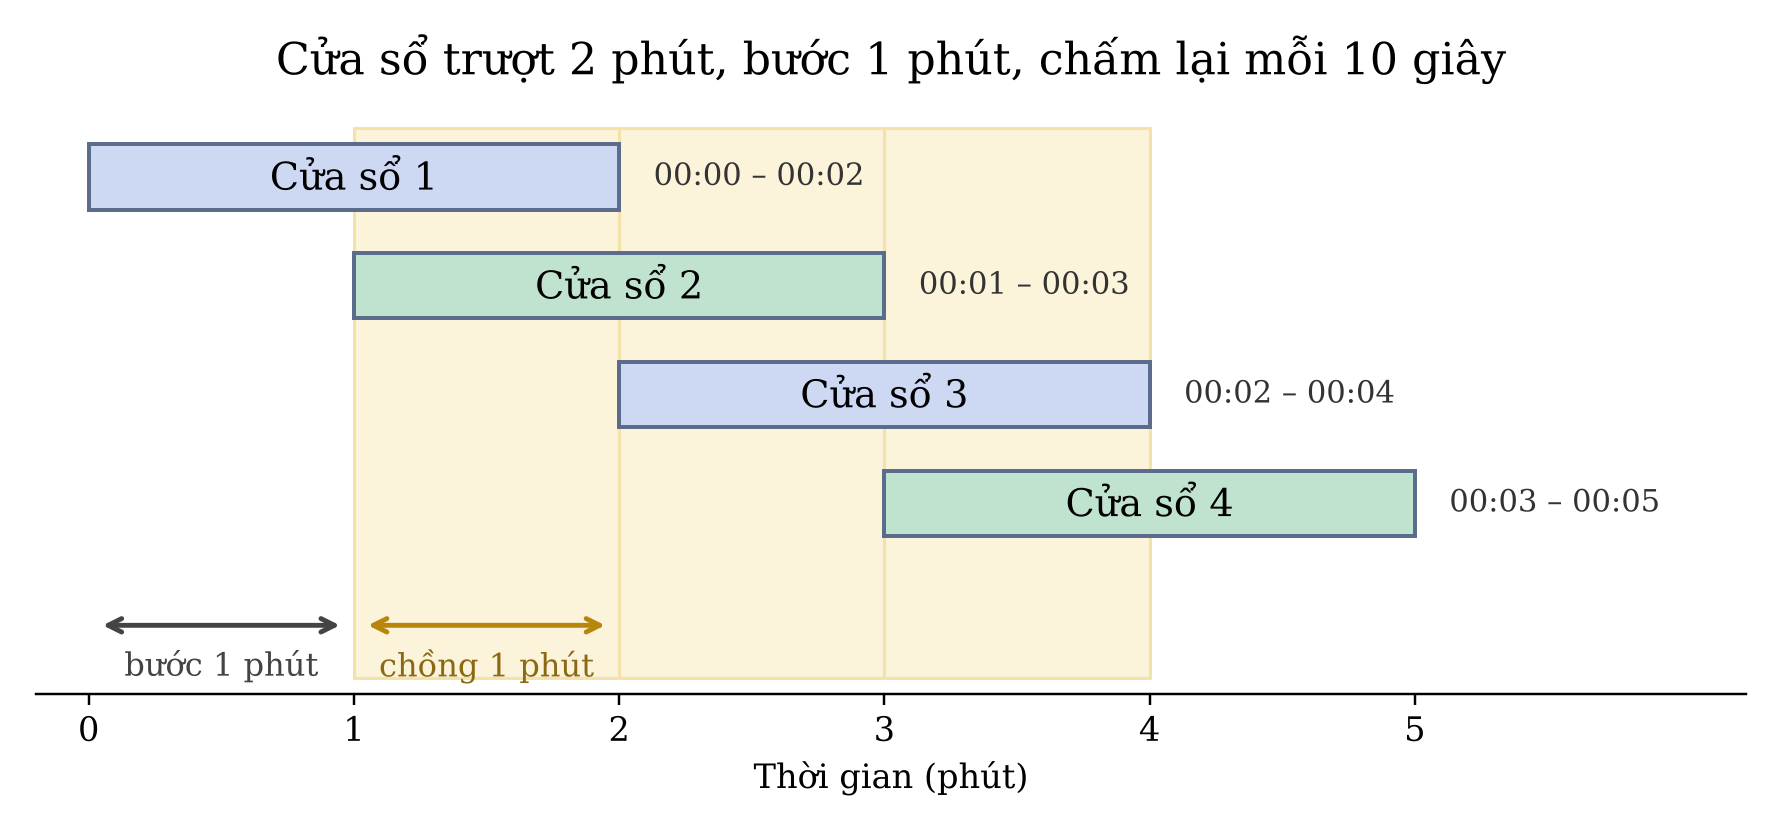 Cửa sổ trượt 2 phút, bước 1 phút, chấm lại mỗi 10 giây
Cửa sổ 1
00:00 – 00:02
Cửa sổ 2
00:01 – 00:03
Cửa sổ 3
00:02 – 00:04
Cửa sổ 4
00:03 – 00:05
bước 1 phút
chồng 1 phút
0 1 2 3 4 5
Thời gian (phút)